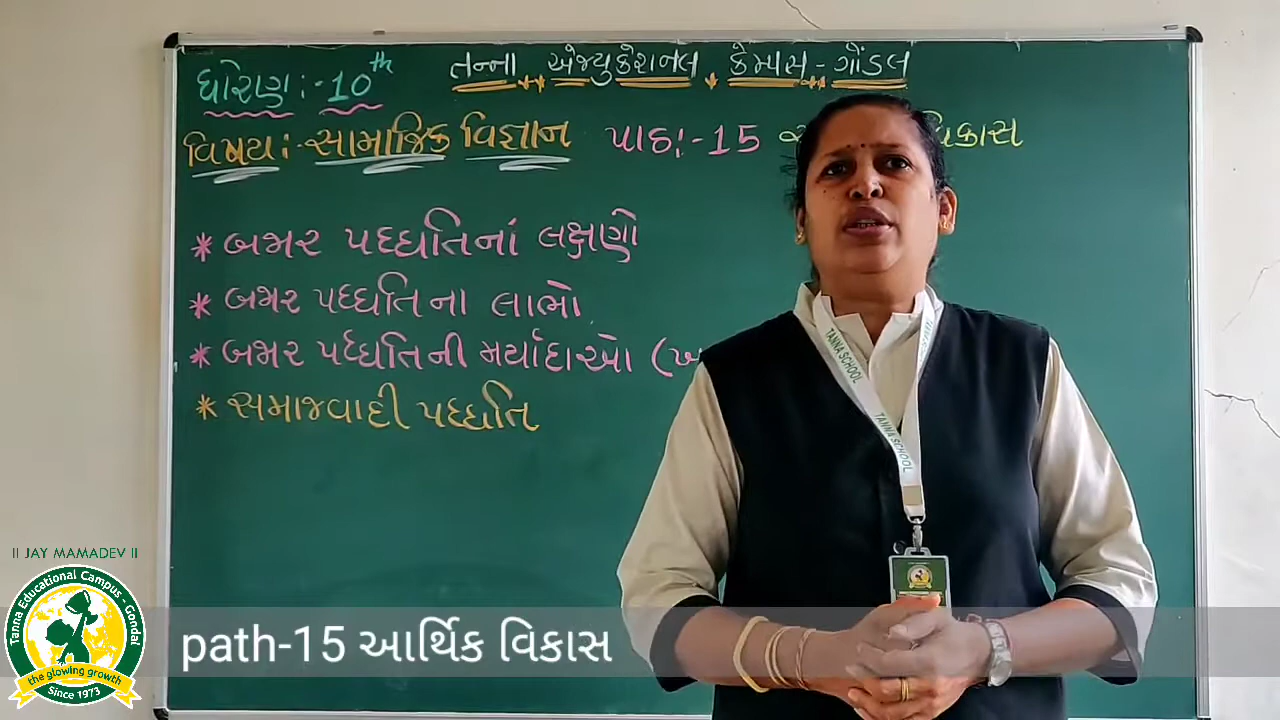 તન્ના એજ્યુકેશનલ કેમ્પસ - ગોંડલ
ધોરણ :- 10th
વિષય :- સામાજિક વિજ્ઞાન પાઠ :- 15 વિકાસ
* બજાર પદ્ધતિનાં લક્ષણો
* બજાર પદ્ધતિના લાભો
* બજાર પદ્ધતિની મર્યાદાઓ (ખા
* સમાજવાદી પદ્ધતિ
TANNA SCHOOL
TANNA SCHOOL
॥ JAY MAMADEV ॥
Tanna Educational Campus - Gondal
the glowing growth
Since 1973
path-15 આર્થિક વિકાસ